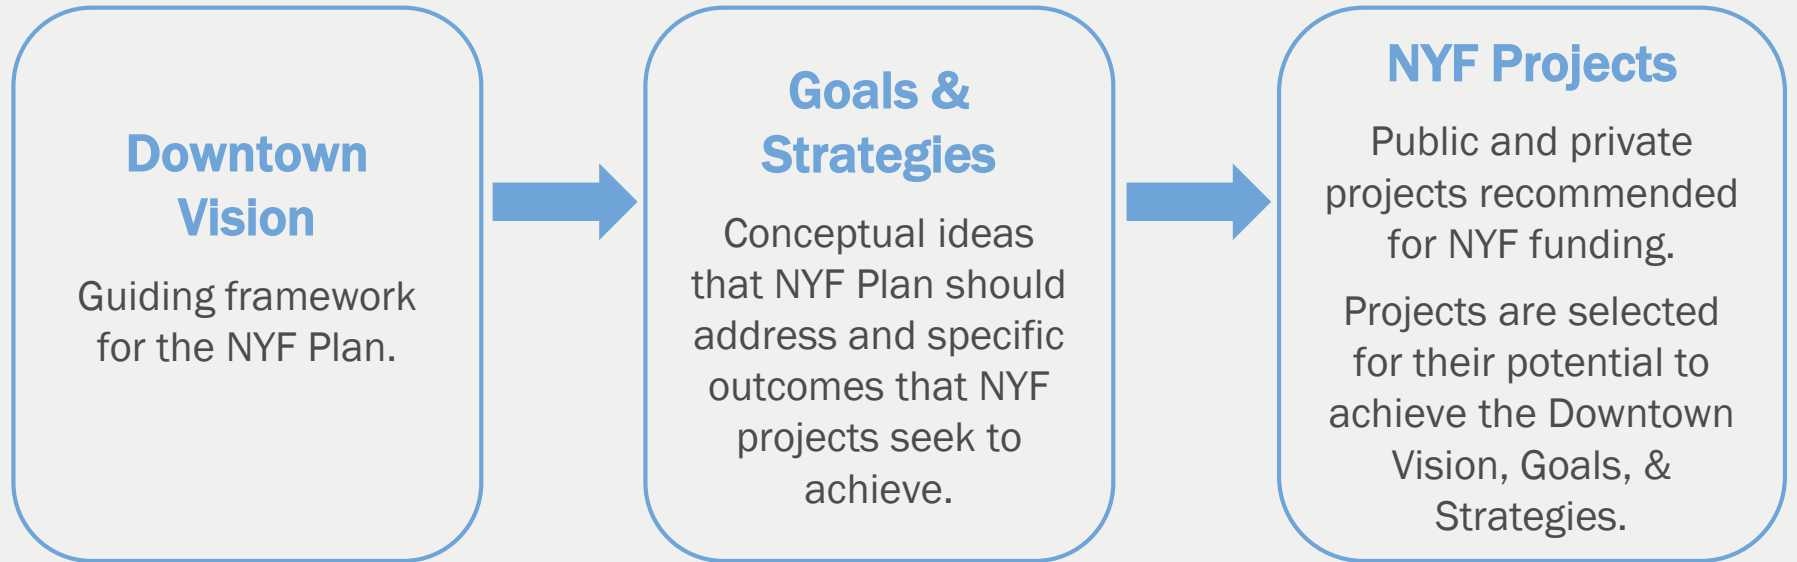 Downtown
Vision
Guiding framework
for the NYF Plan.
Goals &
Strategies
Conceptual ideas
that NYF Plan should
address and specific
outcomes that NYF
projects seek to
achieve.
NYF Projects
Public and private
projects recommended
for NYF funding.
Projects are selected
for their potential to
achieve the Downtown
Vision, Goals, &
Strategies.